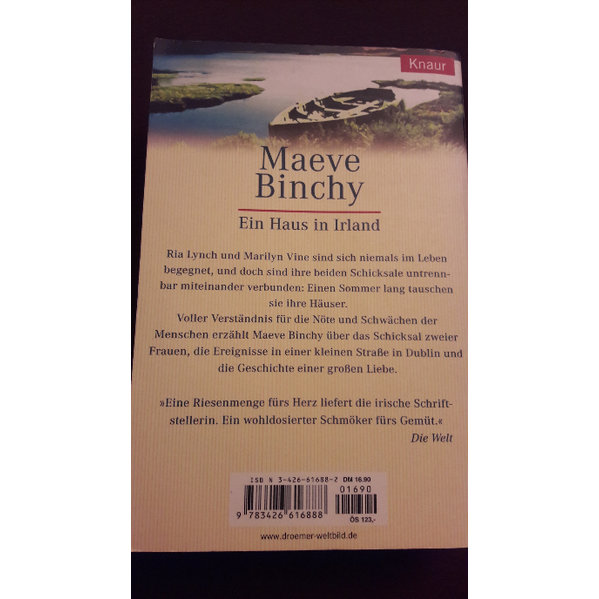 Knaur
Maeve
Binchy
Ein Haus in Irland
Ria Lynch und Marilyn Vine sind sich niemals im Leben
begegnet, und doch sind ihre beiden Schicksale untrenn-
bar miteinander verbunden: Einen Sommer lang tauschen
sie ihre Häuser.
Voller Verständnis für die Nöte und Schwächen der
Menschen erzählt Maeve Binchy über das Schicksal zweier
Frauen, die Ereignisse in einer kleinen Straße in Dublin und
die Geschichte einer großen Liebe.
»Eine Riesenmenge fürs Herz liefert die irische Schrift-
stellerin. Ein wohldosierter Schmöker fürs Gemüt.«
Die Welt
ISBN 3-426-61688-2 DM 16.90
01690
9 783426 616888
ÖS 123,-
www.droemer-weltbild.de